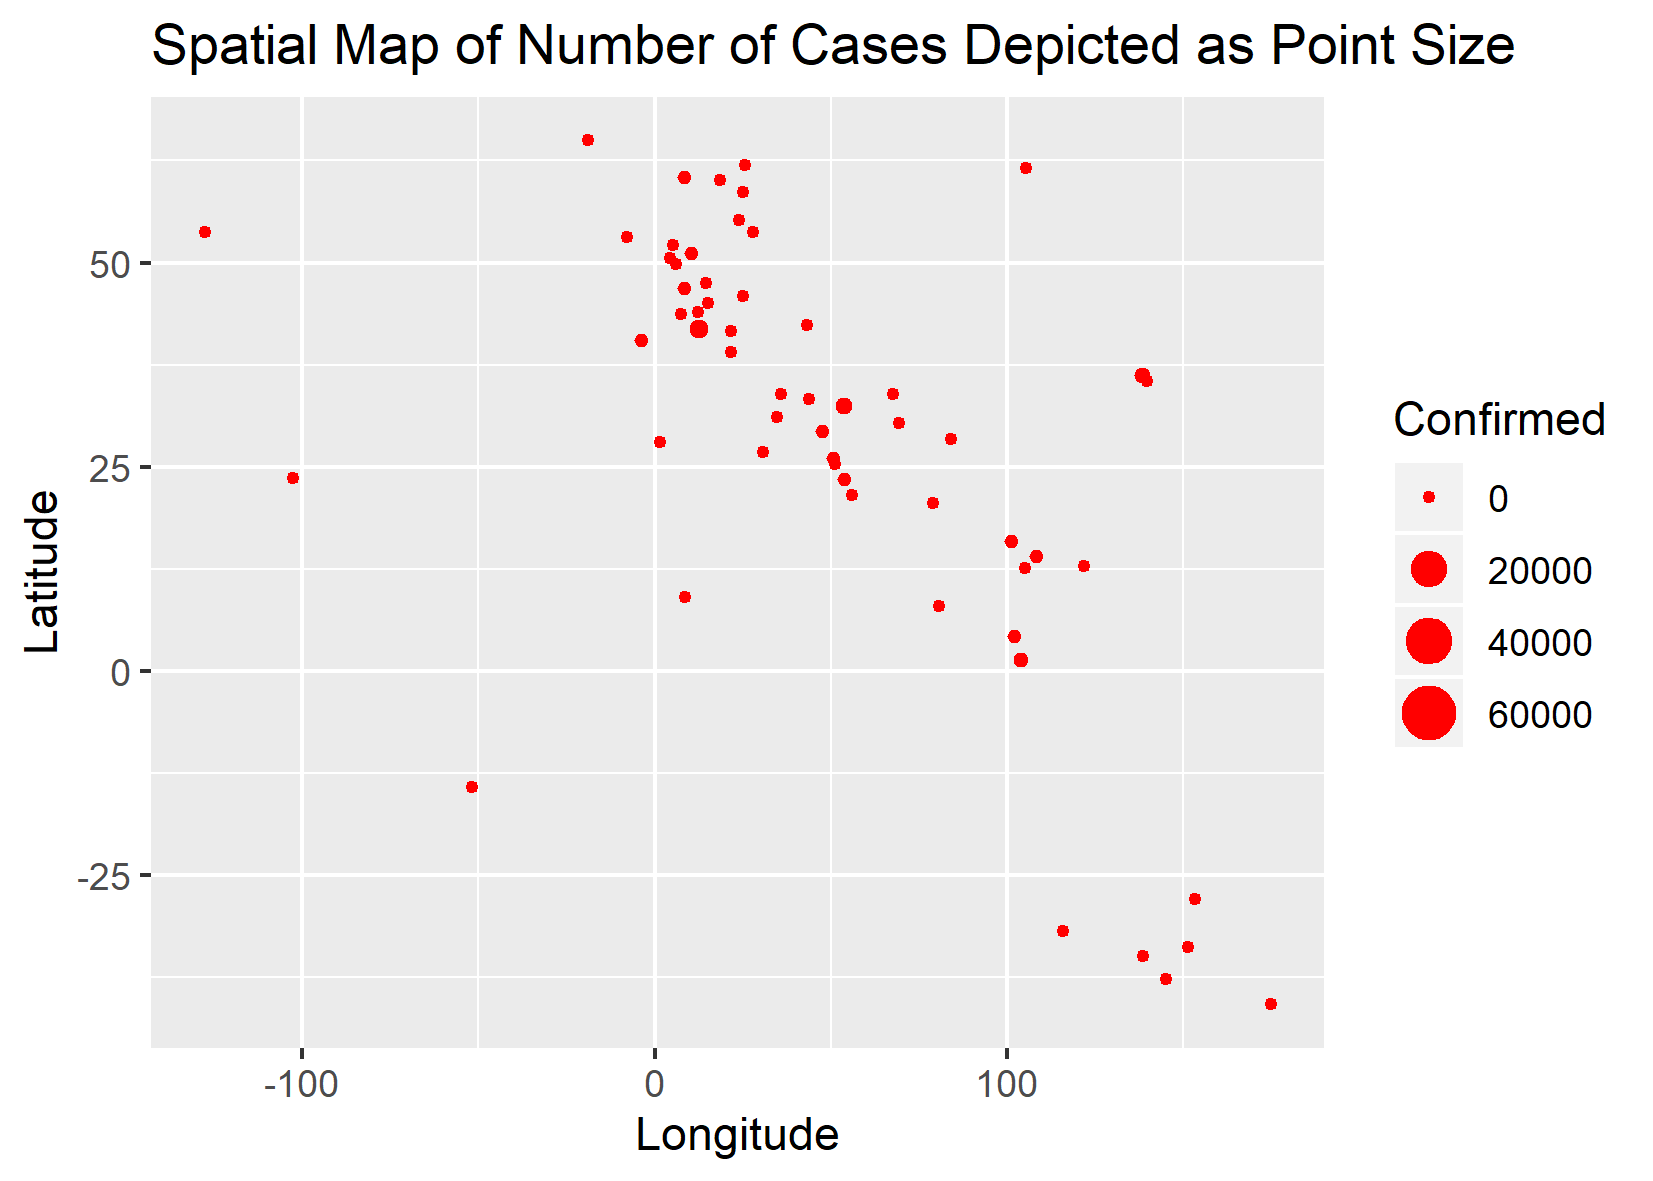 Spatial Map of Number of Cases Depicted as Point Size
Latitude
50
25
0
-25
-100 0 100
Longitude
Confirmed
0
20000
40000
60000